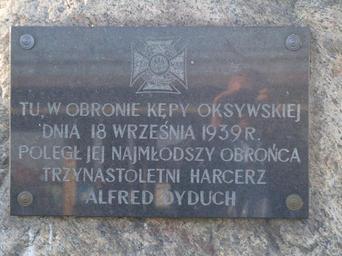 TU, W OBRONIE KĘPY OKSYWSKIEJ
DNIA 18 WRZEŚNIA 1939 R.
POLEGŁ JEJ NAJMŁODSZY OBROŃCA
TRZYNASTOLETNI HARCERZ
ALFRED DYDUCH